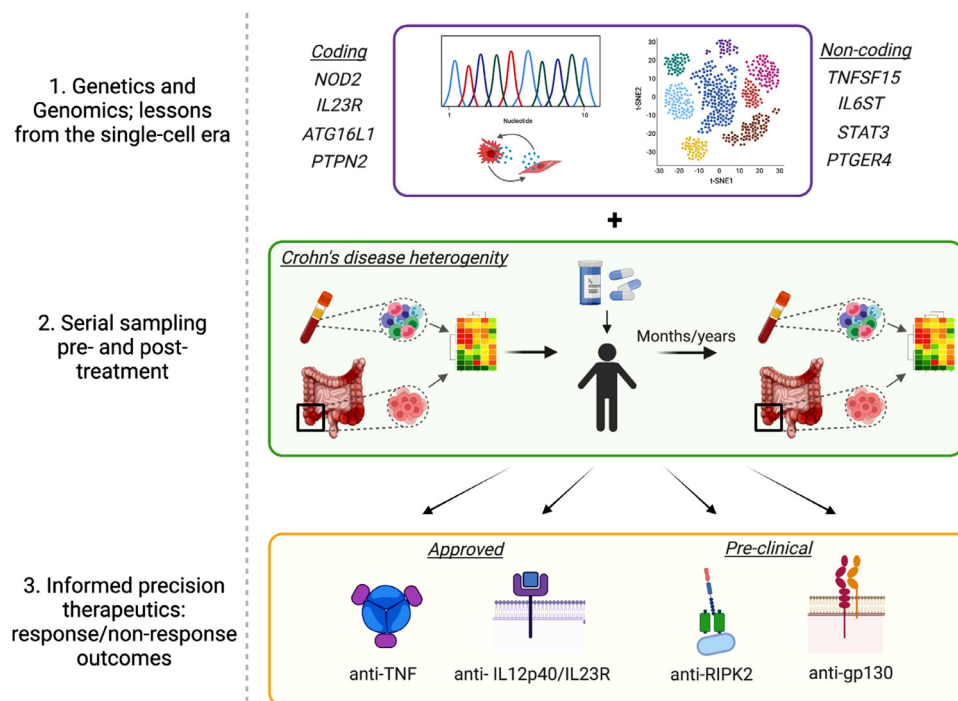 1. Genetics and
Genomics; lessons
from the single-cell era
Coding
NOD2
IL23R
ATG16L1
PTPN2
1
10
Nucleotide
t-SNE2
30
20
10
0
-10
-20
-30
-30
-20
-10
0
10
20
30
t-SNE1
Non-coding
TNFSF15
IL6ST
STAT3
PTGER4
+
2. Serial sampling
pre- and post-
treatment
Crohn's disease heterogenity
Months/years
3. Informed precision
therapeutics:
response/non-response
outcomes
Approved
Pre-clinical
anti-TNF
anti- IL12p40/IL23R
anti-RIPK2
anti-gp130